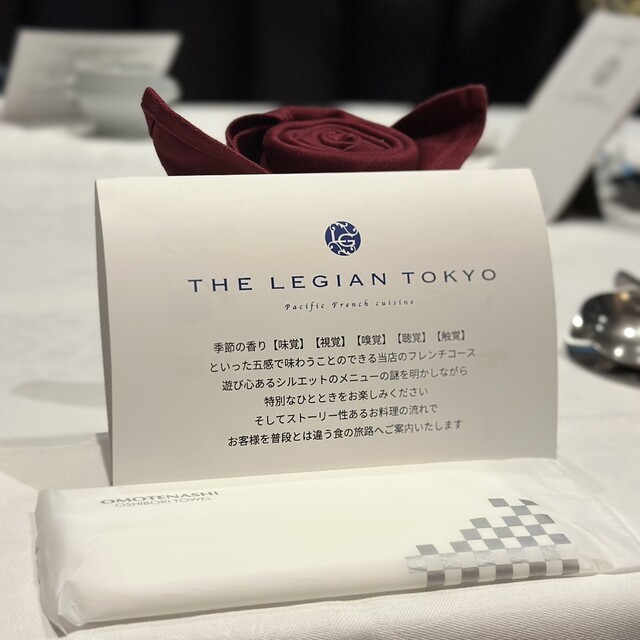 LG
THE LEGIAN TOKYO
Pacific French cuisine
季節の香り【味覚】【視覚】【嗅覚】【聴覚】【触覚】
といった五感で味わうことのできる当店のフレンチコース
遊び心あるシルエットのメニューの謎を明かしながら
特別なひとときをお楽しみください
そしてストーリー性あるお料理の流れで
お客様を普段とは違う食の旅路へご案内いたします
OMOTENASHI
OSHIBORI TOWEL